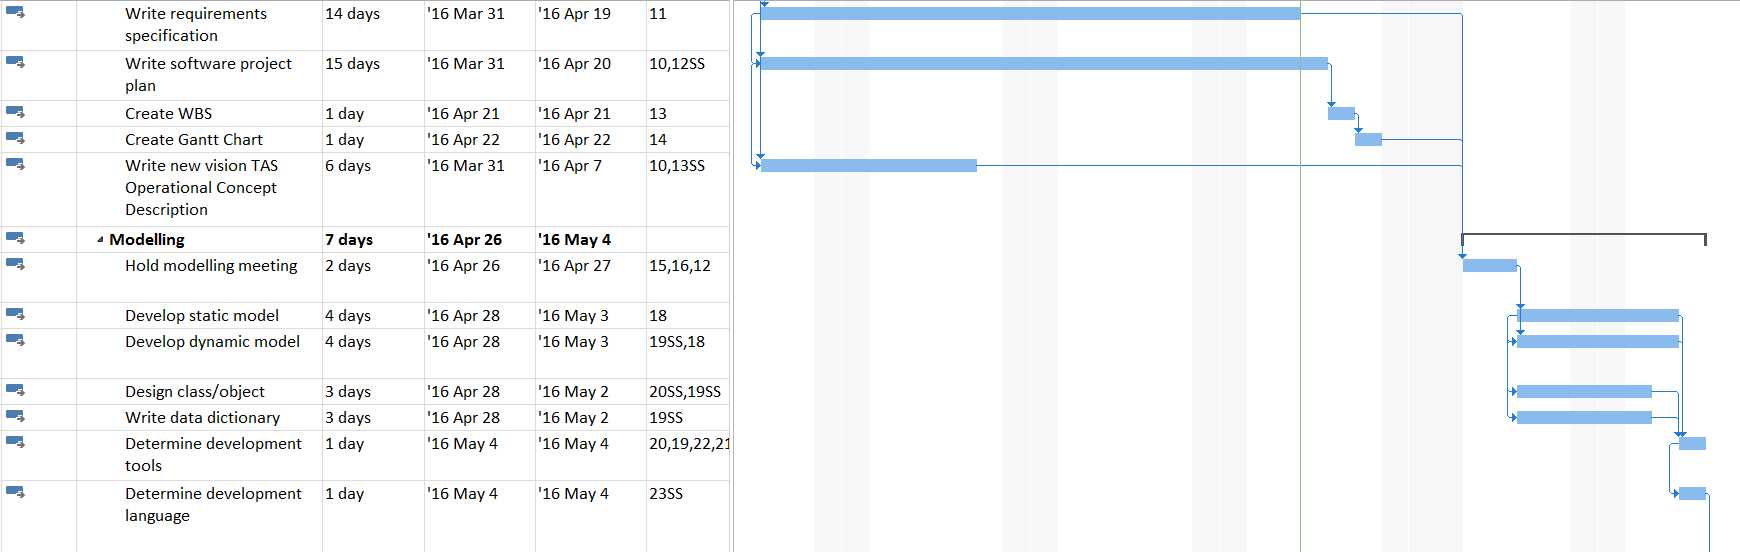 Write requirements specification 14 days '16 Mar 31 '16 Apr 19 11
Write software project plan 15 days '16 Mar 31 '16 Apr 20 10,12SS
Create WBS 1 day '16 Apr 21 '16 Apr 21 13
Create Gantt Chart 1 day '16 Apr 22 '16 Apr 22 14
Write new vision TAS Operational Concept Description 6 days '16 Mar 31 '16 Apr 7 10,13SS
Modelling 7 days '16 Apr 26 '16 May 4
Hold modelling meeting 2 days '16 Apr 26 '16 Apr 27 15,16,12
Develop static model 4 days '16 Apr 28 '16 May 3 18
Develop dynamic model 4 days '16 Apr 28 '16 May 3 19SS,18
Design class/object 3 days '16 Apr 28 '16 May 2 20SS,19SS
Write data dictionary 3 days '16 Apr 28 '16 May 2 19SS
Determine development tools 1 day '16 May 4 '16 May 4 20,19,22,21
Determine development language 1 day '16 May 4 '16 May 4 23SS